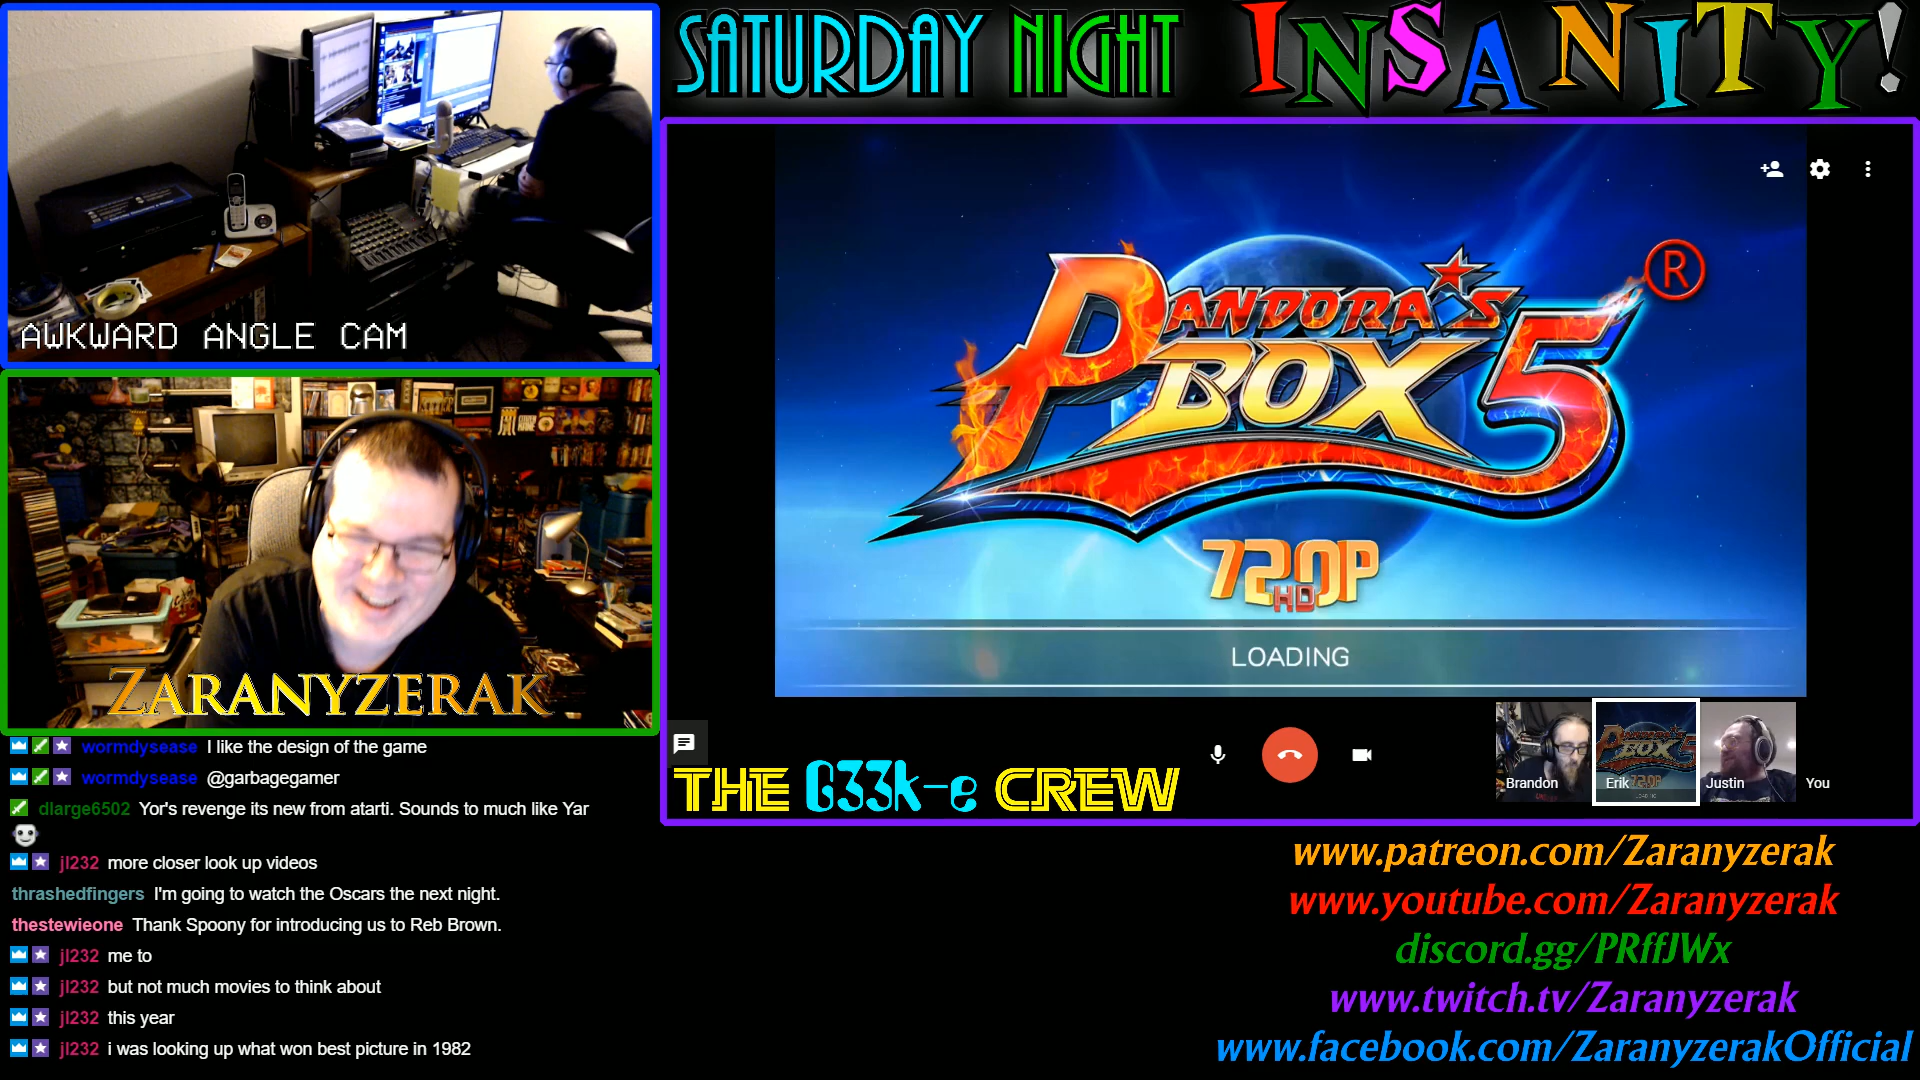 AWKWARD ANGLE CAM
ZARANYZERAK
wormdysease I like the design of the game
wormdysease @garbagegamer
dlarge6502 Yor's revenge its new from atarti. Sounds to much like Yar
jl232 more closer look up videos
thrashedfingers I'm going to watch the Oscars the next night.
thestewieone Thank Spoony for introducing us to Reb Brown.
jl232 me to
jl232 but not much movies to think about
jl232 this year
jl232 i was looking up what won best picture in 1982
SATURDAY NIGHT INSANITY!
PANDORA'S
BOX 5 ®
720P
HD
LOADING
Brandon
Erik
Justin
You
THE G33k-e CREW
www.patreon.com/Zaranyzerak
www.youtube.com/Zaranyzerak
discord.gg/PRffJWx
www.twitch.tv/Zaranyzerak
www.facebook.com/ZaranyzerakOfficial